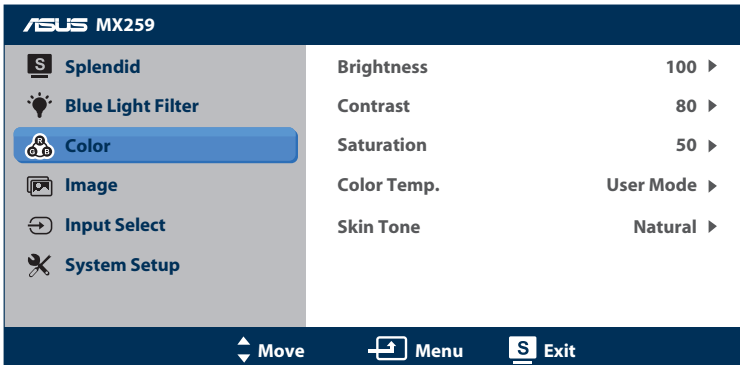 ASUS MX259
S Splendid
Blue Light Filter
R G B Color
Image
Input Select
System Setup
Brightness 100
Contrast 80
Saturation 50
Color Temp. User Mode
Skin Tone Natural
Move Menu S Exit